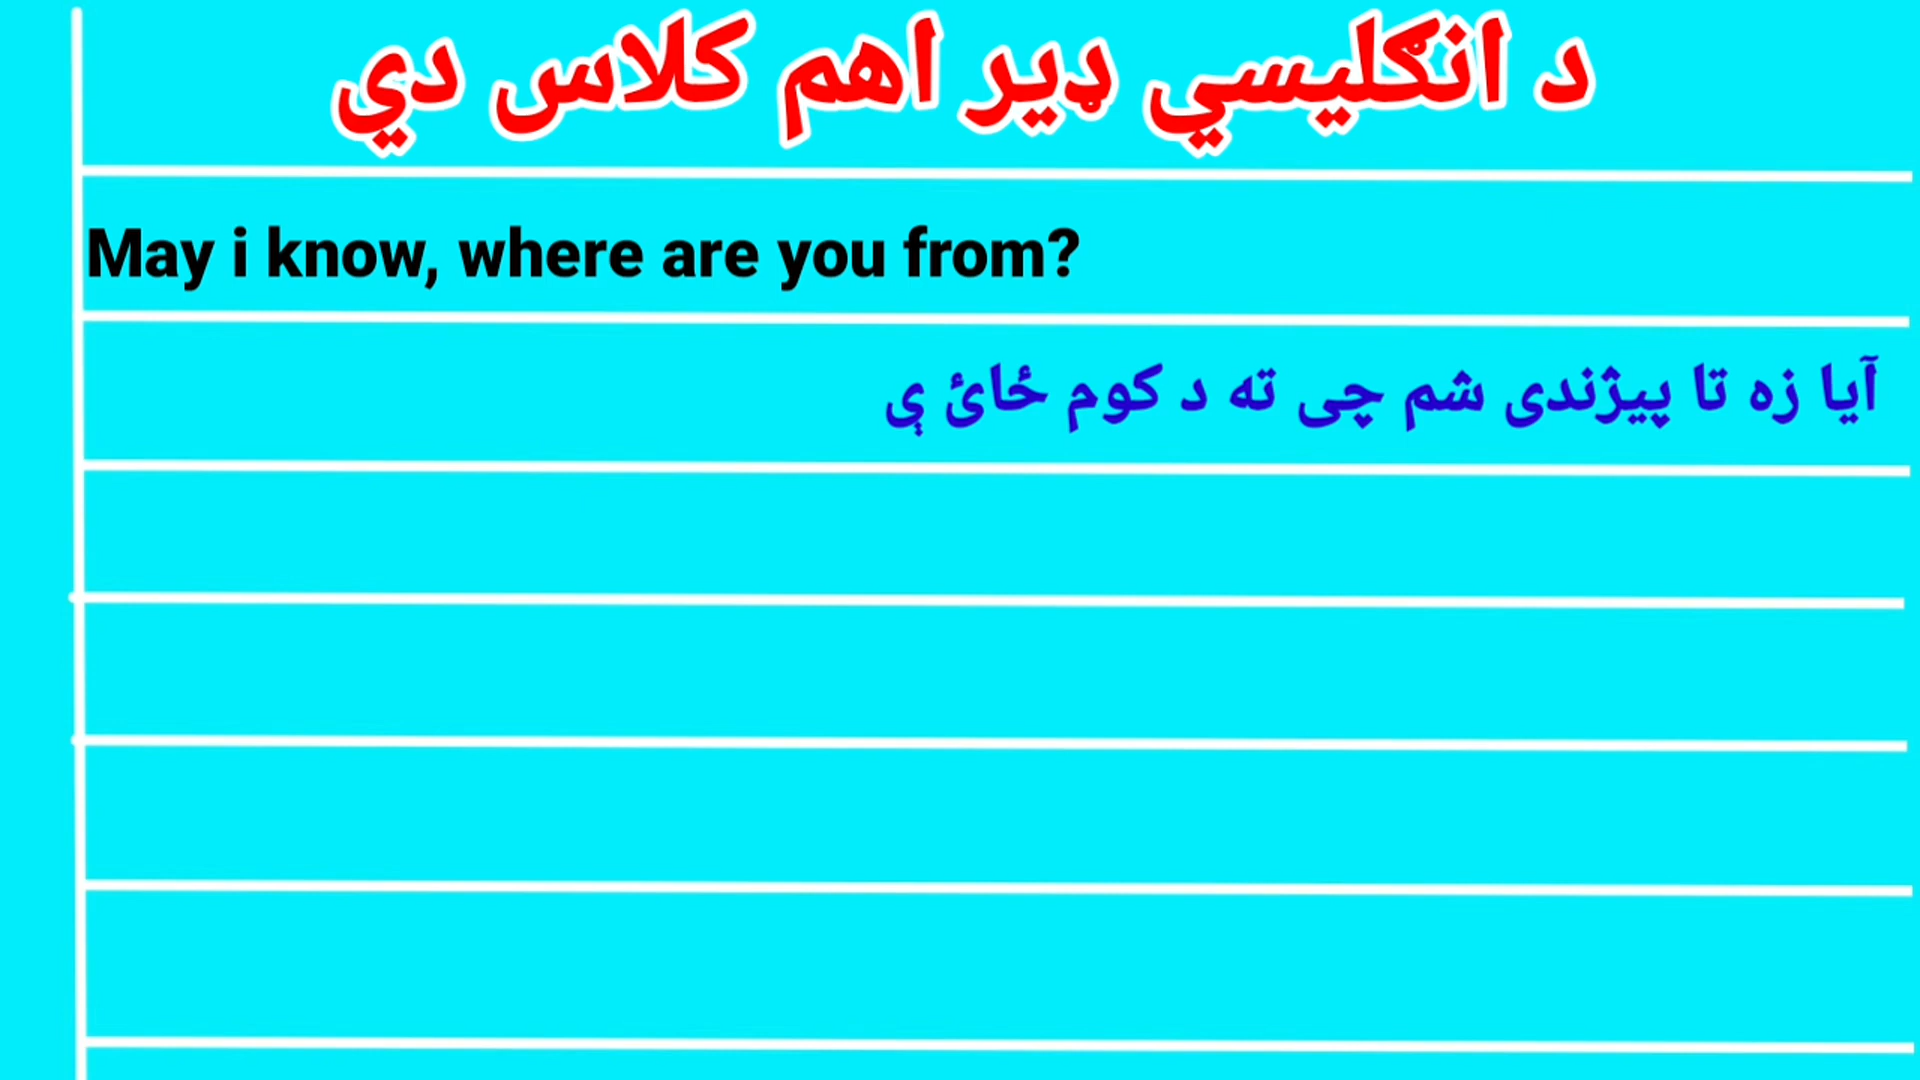 د انګلیسي ډیر اهم کلاس دي
May i know, where are you from?
آیا زه تا پیژندی شم چی ته د کوم ځائ ې